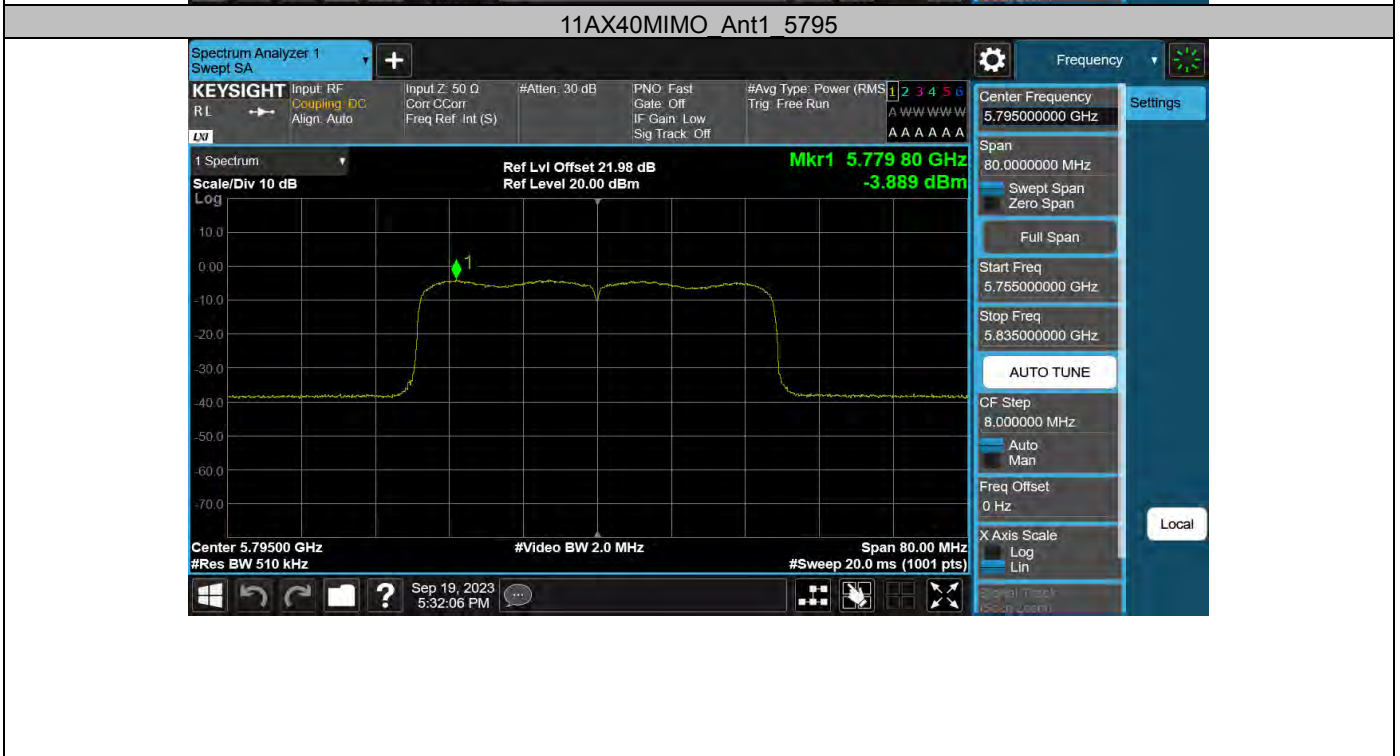 11AX40MIMO_Ant1_5795
Spectrum Analyzer 1
Swept SA
Frequency
KEYSIGHT
Input: RF
Input Z: 50 Ω
#Atten: 30 dB
PNO: Fast
#Avg Type: Power (RMS
1 2 3 4 5 6
R L
Coupling: DC
Corr CCorr
Gate: Off
Trig: Free Run
A W W W W W
Align: Auto
Freq Ref: Int (S)
IF Gain: Low
LXI
Sig Track: Off
A A A A A A
1 Spectrum
Ref Lvl Offset 21.98 dB
Mkr1 5.779 80 GHz
Scale/Div 10 dB
Ref Level 20.00 dBm
-3.889 dBm
Log
10.0
0.00
1
-10.0
-20.0
-30.0
-40.0
-50.0
-60.0
-70.0
Center 5.79500 GHz
#Video BW 2.0 MHz
Span 80.00 MHz
#Res BW 510 kHz
#Sweep 20.0 ms (1001 pts)
Center Frequency
5.795000000 GHz
Settings
Span
80.0000000 MHz
Swept Span
Zero Span
Full Span
Start Freq
5.755000000 GHz
Stop Freq
5.835000000 GHz
AUTO TUNE
CF Step
8.000000 MHz
Auto
Man
Freq Offset
0 Hz
Local
X Axis Scale
Log
Lin
Signal Track
(Span Zoom)
?
Sep 19, 2023
5:32:06 PM